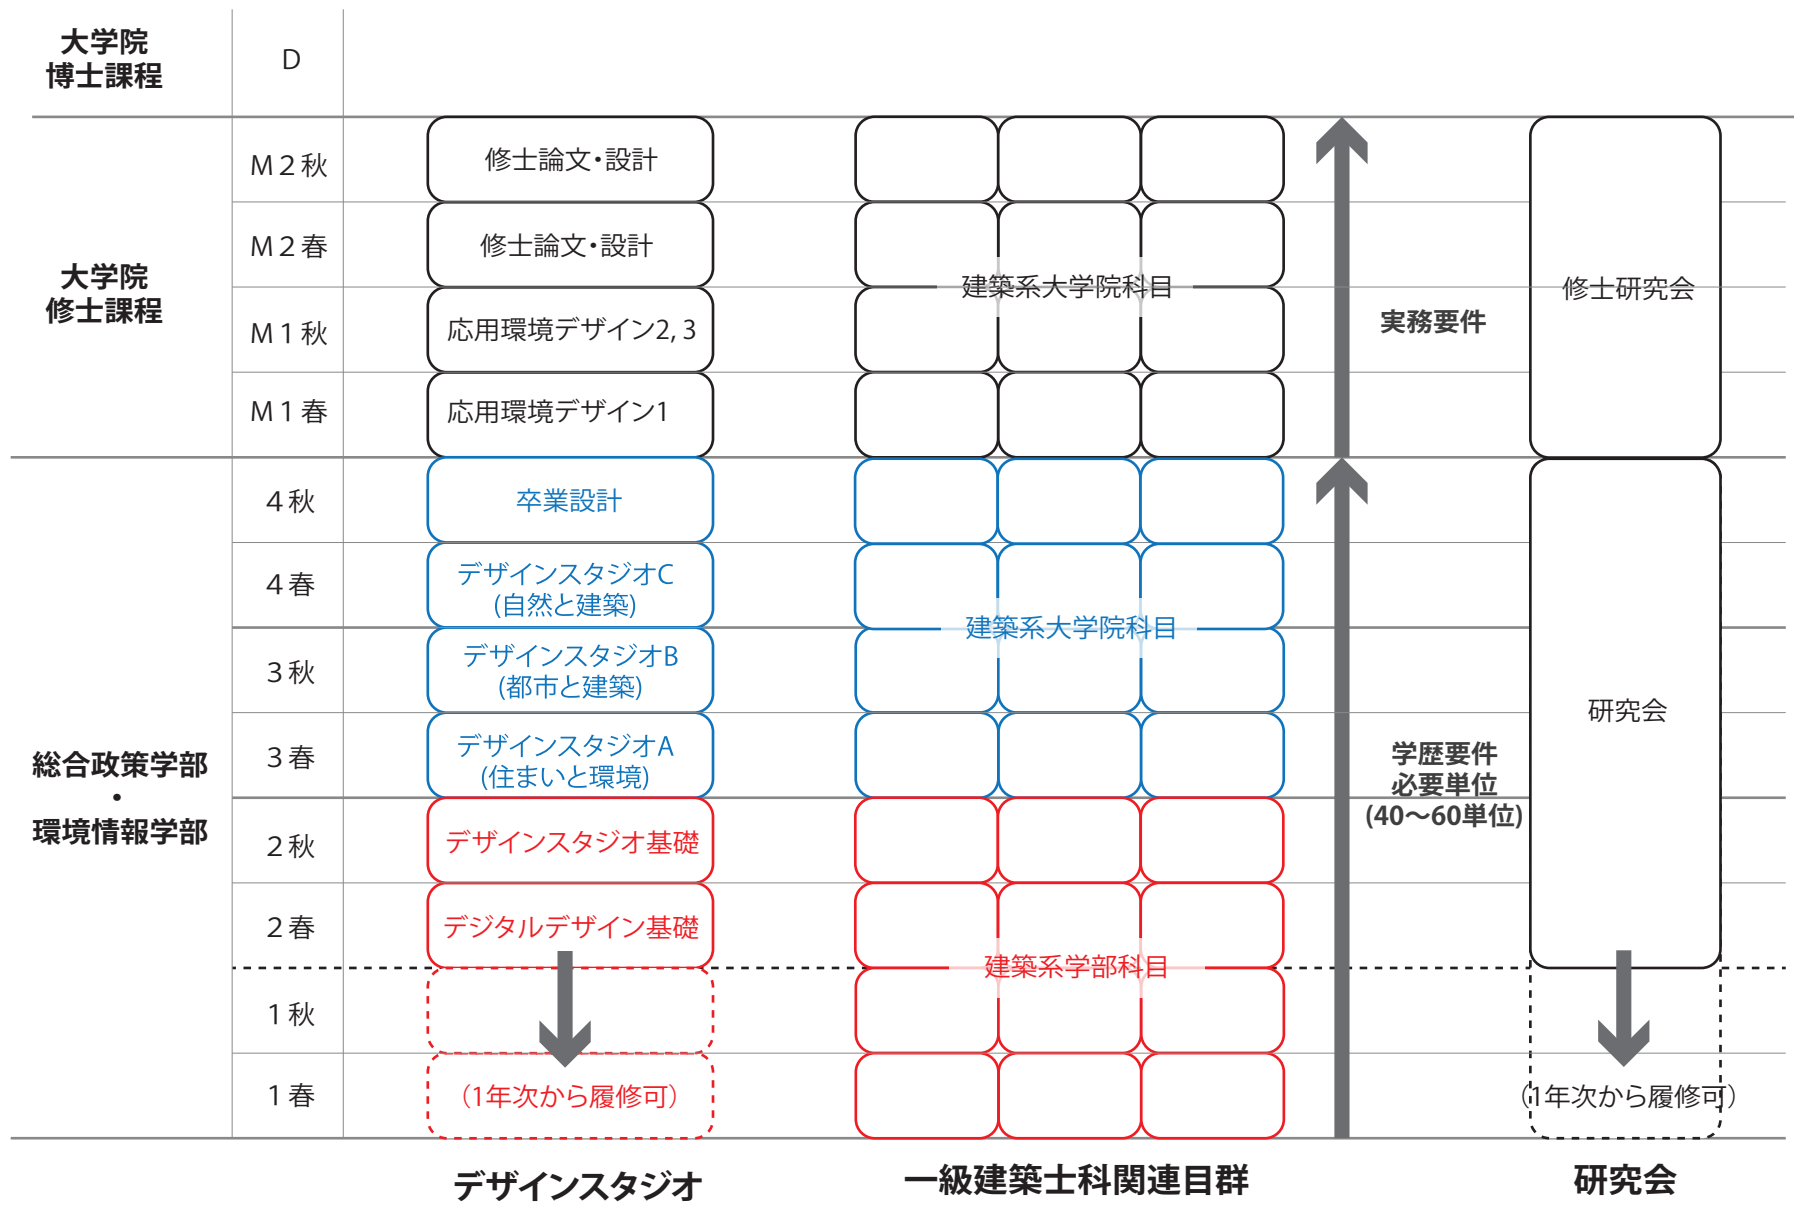 大学院
博士課程
D
大学院
修士課程
M２秋
修士論文・設計
M２春
修士論文・設計
M１秋
応用環境デザイン2, 3
M１春
応用環境デザイン1
建築系大学院科目
実務要件
修士研究会
総合政策学部
・
環境情報学部
４秋
卒業設計
４春
デザインスタジオC
(自然と建築)
３秋
デザインスタジオB
(都市と建築)
３春
デザインスタジオA
(住まいと環境)
２秋
デザインスタジオ基礎
２春
デジタルデザイン基礎
１秋
１春
（1年次から履修可）
建築系大学院科目
建築系学部科目
学歴要件
必要単位
(40～60単位)
研究会
（1年次から履修可）
デザインスタジオ
一級建築士科関連目群
研究会